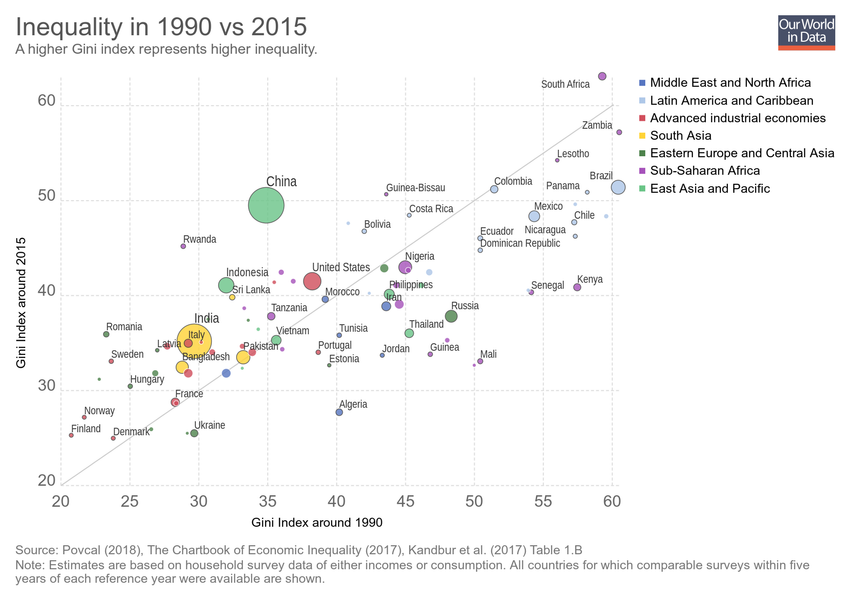 Inequality in 1990 vs 2015
A higher Gini index represents higher inequality.
Our World
in Data
Middle East and North Africa
Latin America and Caribbean
Advanced industrial economies
South Asia
Eastern Europe and Central Asia
Sub-Saharan Africa
East Asia and Pacific
Gini Index around 2015
60
50
40
30
20
South Africa
Zambia
Lesotho
Brazil
China
Colombia
Panama
Guinea-Bissau
Costa Rica
Mexico
Chile
Bolivia
Ecuador
Nicaragua
Rwanda
Dominican Republic
Nigeria
Indonesia
United States
Sri Lanka
Morocco
Philippines
Iran
Senegal
Kenya
Tanzania
India
Russia
Romania
Italy
Vietnam
Tunisia
Thailand
Latvia
Pakistan
Portugal
Jordan
Guinea
Sweden
Bangladesh
Estonia
Mali
Hungary
France
Algeria
Norway
Finland
Denmark
Ukraine
20
25
30
35
40
45
50
55
60
Gini Index around 1990
Source: Povcal (2018), The Chartbook of Economic Inequality (2017), Kandbur et al. (2017) Table 1.B
Note: Estimates are based on household survey data of either incomes or consumption. All countries for which comparable surveys within five
years of each reference year were available are shown.